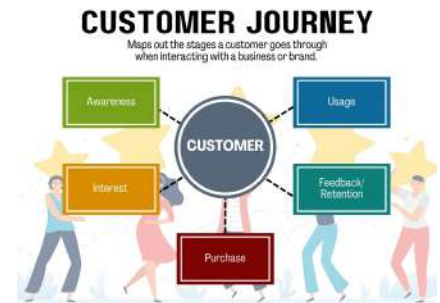 CUSTOMER JOURNEY
Maps out the stages a customer goes through
when interacting with a business or brand.
Awareness
Usage
CUSTOMER
Interest
Feedback/
Retention
Purchase